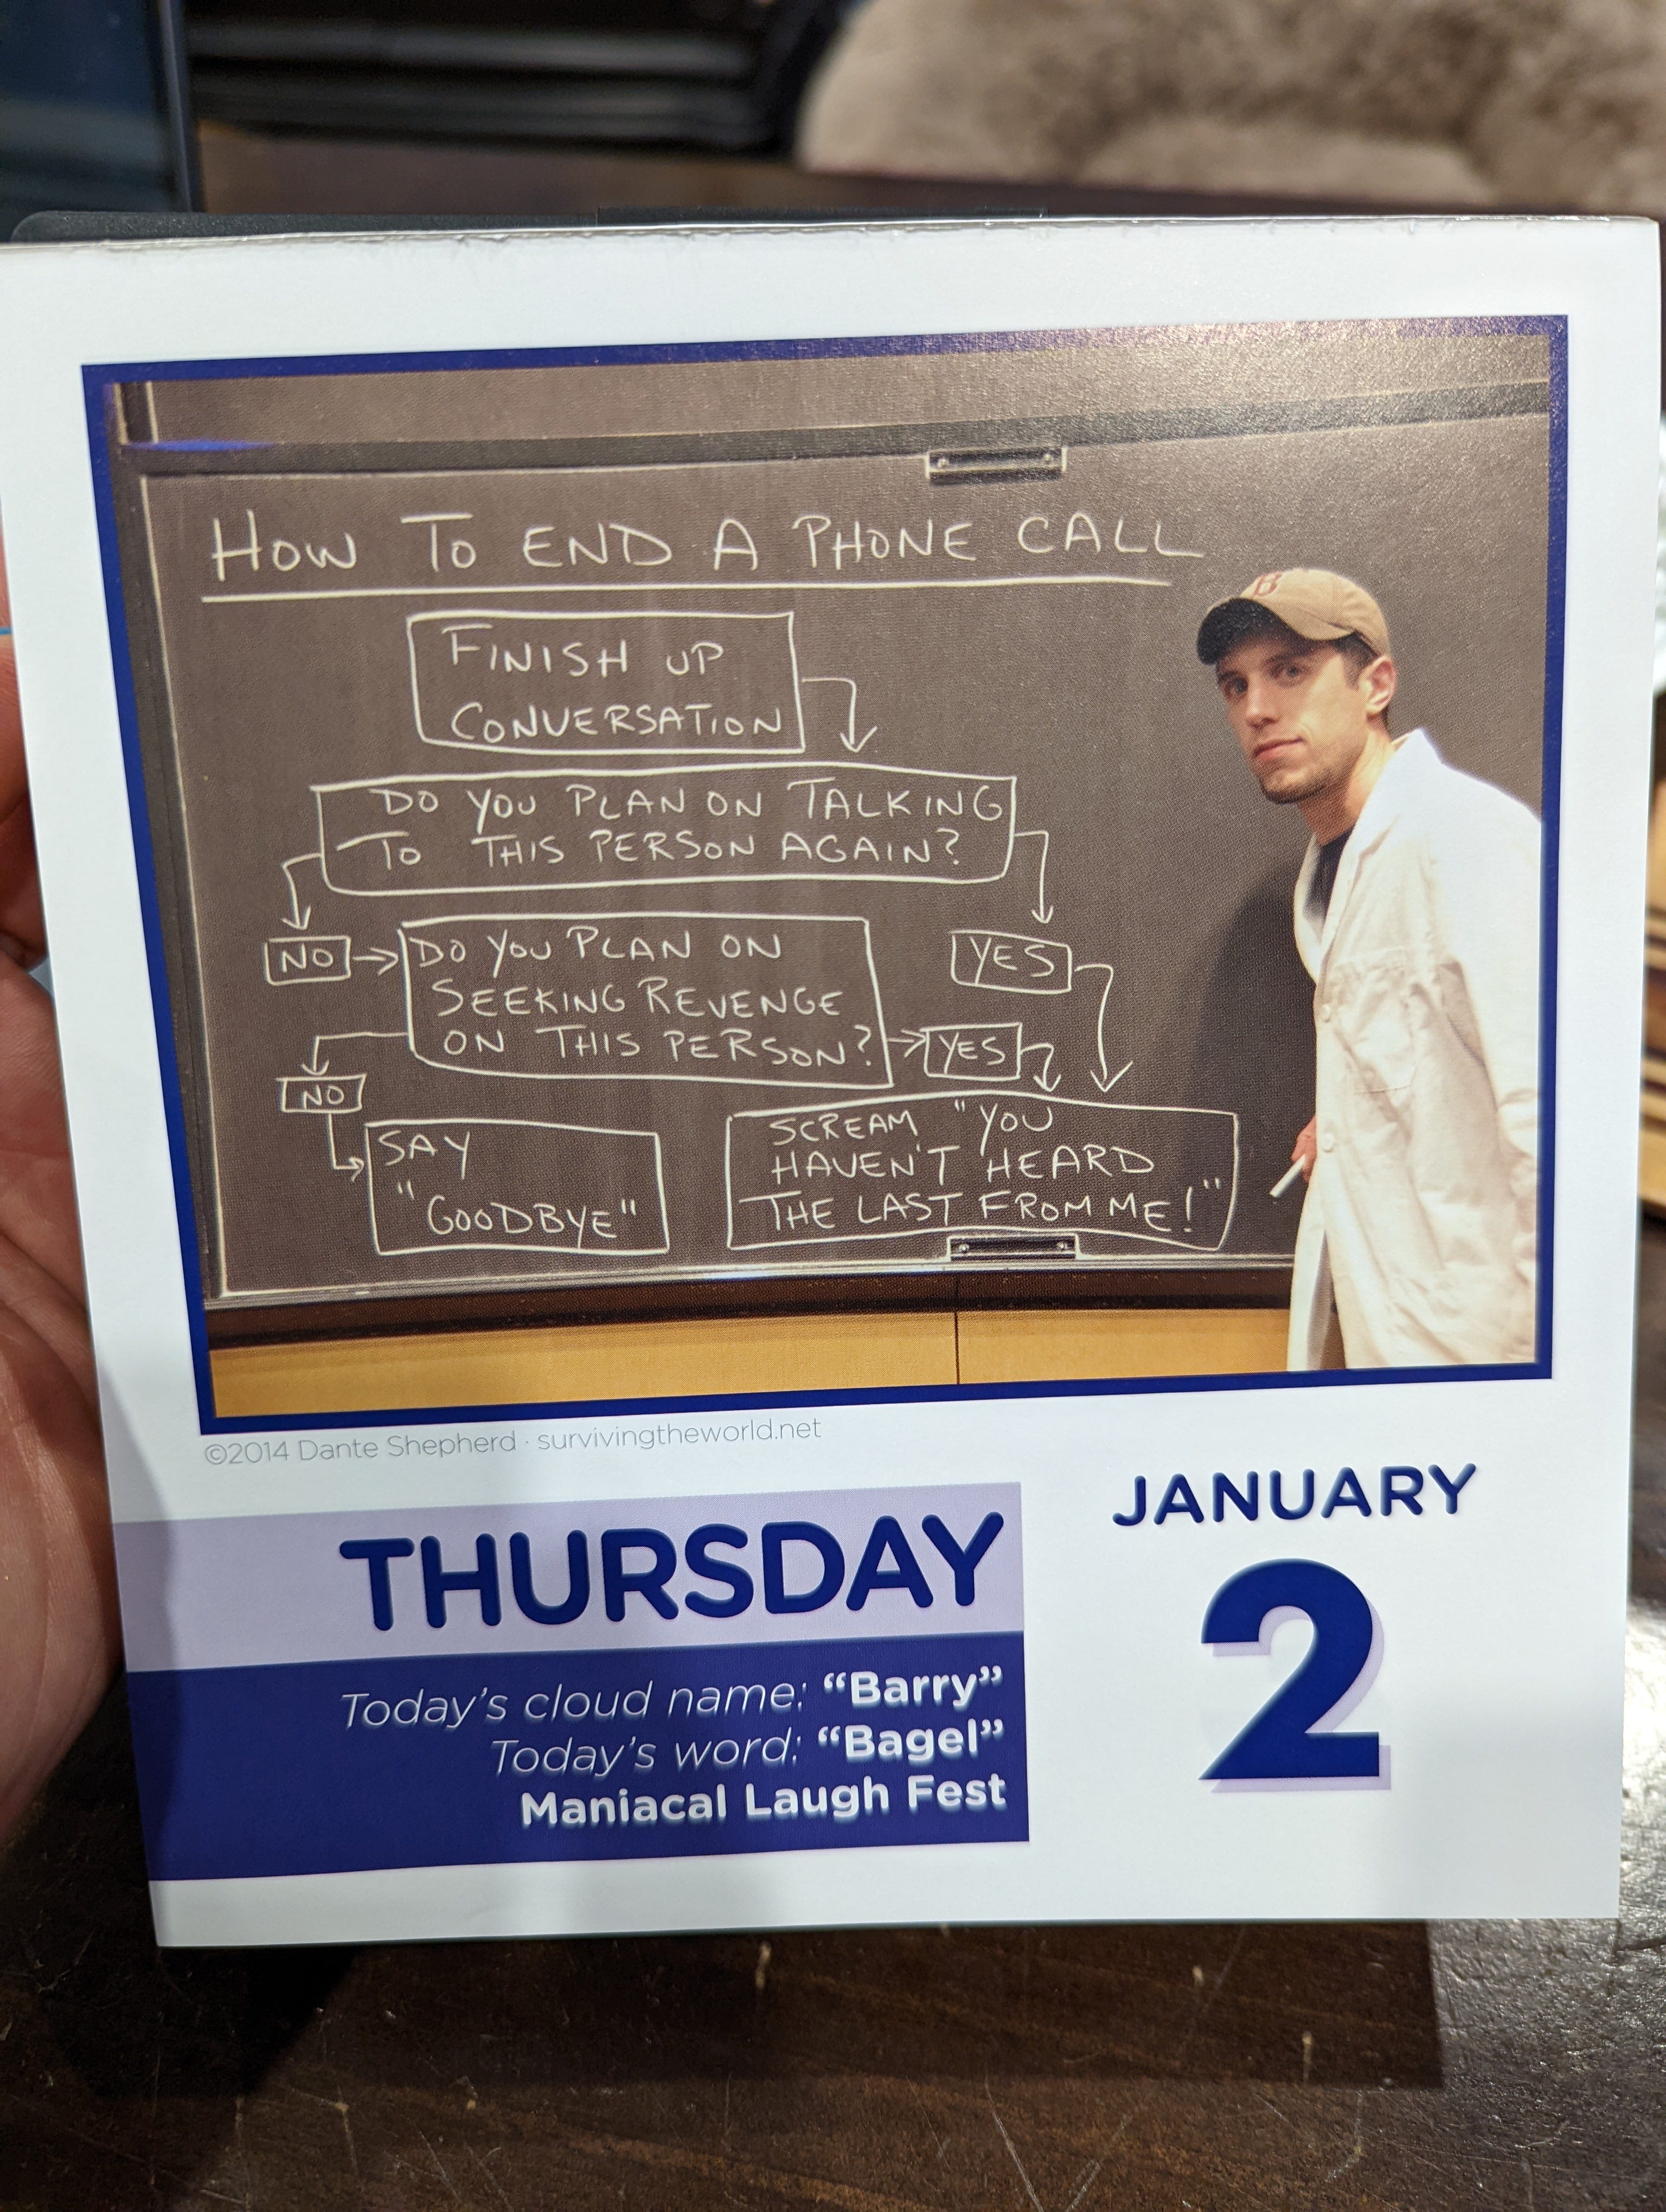 HOW TO END A PHONE CALL
FINISH UP
CONVERSATION
DO YOU PLAN ON TALKING
TO THIS PERSON AGAIN?
NO
DO YOU PLAN ON
SEEKING REVENGE
ON THIS PERSON?
YES
YES
NO
SAY
"GOODBYE"
SCREAM "YOU
HAVEN'T HEARD
THE LAST FROM ME!"
B
©2014 Dante Shepherd · survivingtheworld.net
THURSDAY
JANUARY
2
Today's cloud name: “Barry”
Today's word: “Bagel”
Maniacal Laugh Fest